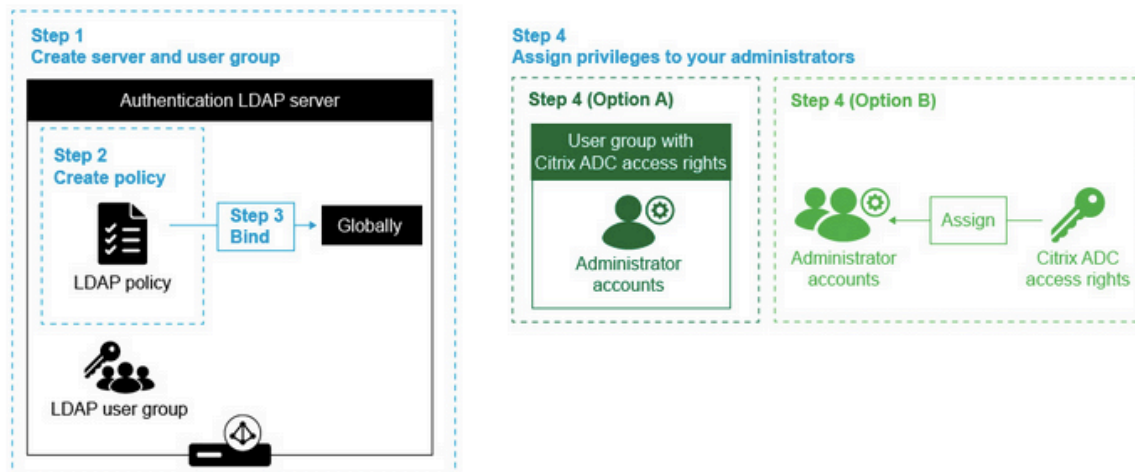 Step 1
Create server and user group
Authentication LDAP server
Step 2
Create policy
LDAP policy
Step 3
Bind
Globally
LDAP user group
Step 4
Assign privileges to your administrators
Step 4 (Option A)
User group with
Citrix ADC access rights
Administrator
accounts
Step 4 (Option B)
Administrator
accounts
Assign
Citrix ADC
access rights